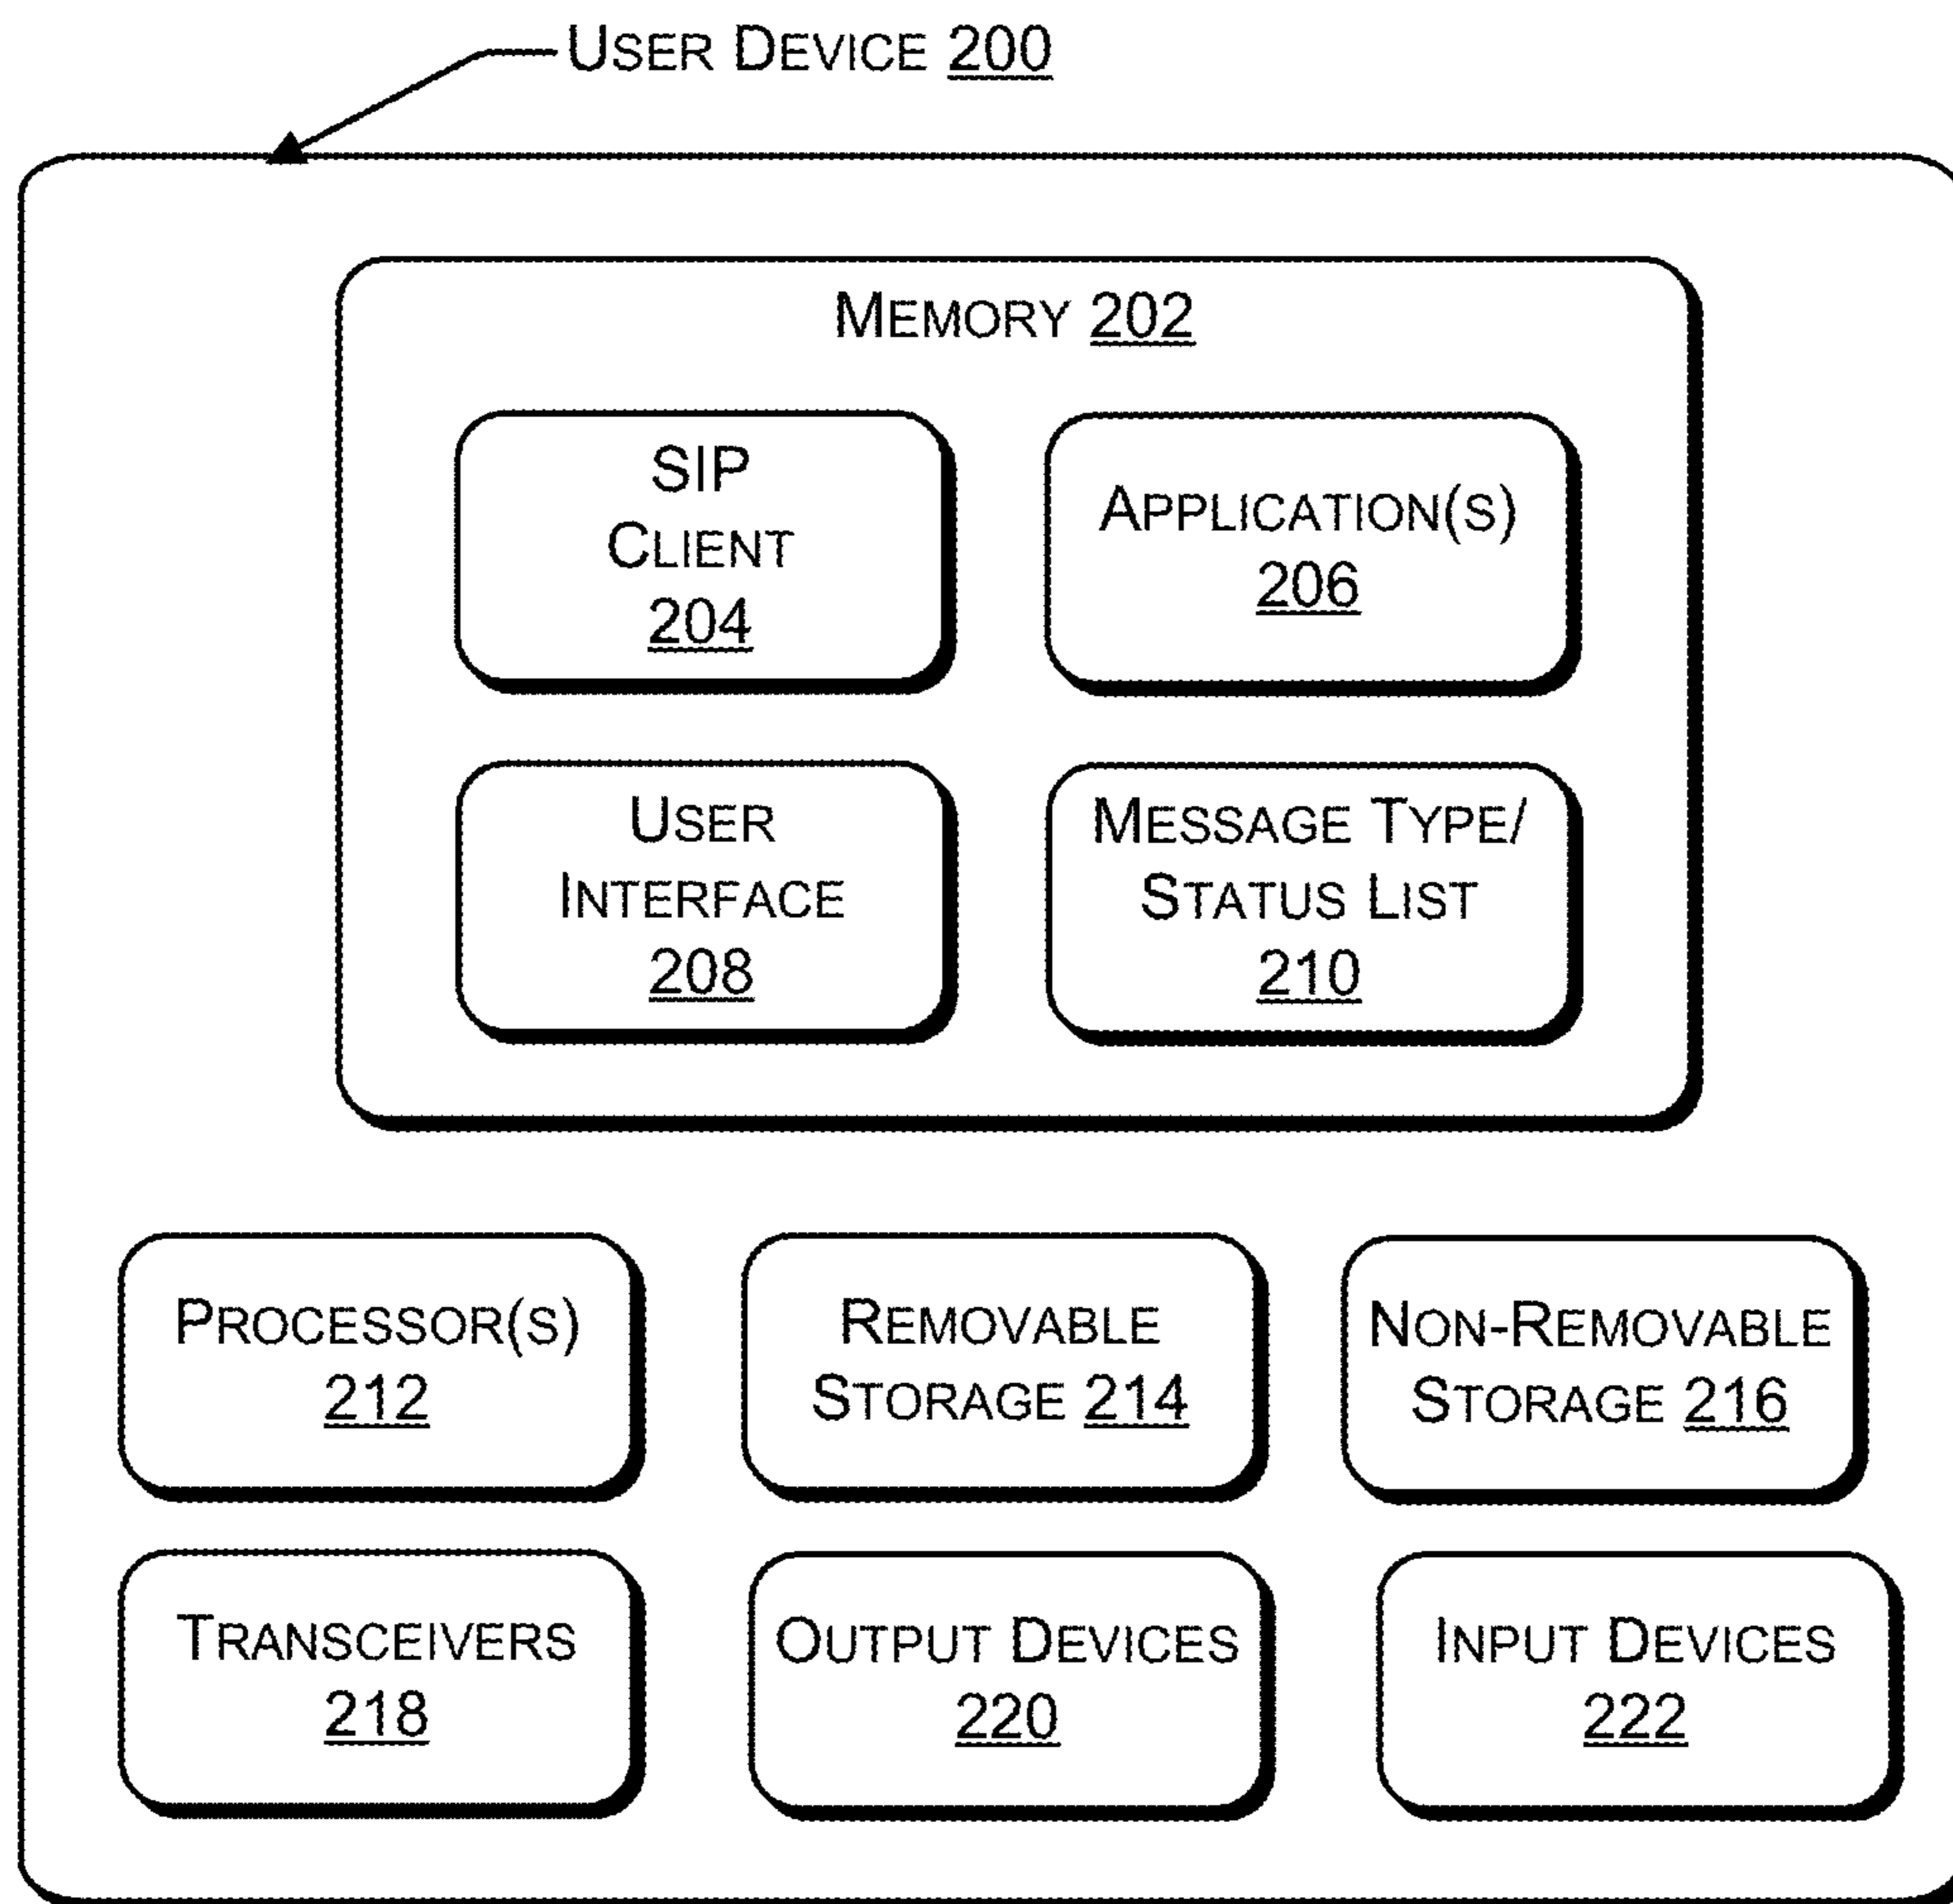 USER DEVICE 200
MEMORY 202
SIP
CLIENT
204
APPLICATION(S)
206
USER
INTERFACE
208
MESSAGE TYPE/
STATUS LIST
210
PROCESSOR(S)
212
REMOVABLE
STORAGE 214
NON-REMOVABLE
STORAGE 216
TRANSCEIVERS
218
OUTPUT DEVICES
220
INPUT DEVICES
222